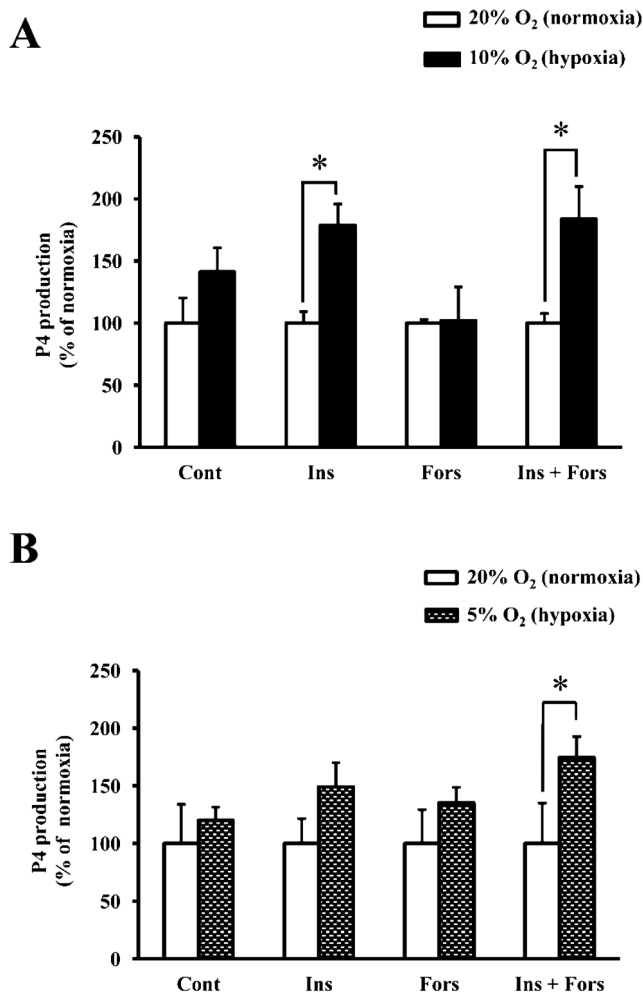 A
20% O2 (normoxia)
10% O2 (hypoxia)
P4 production
(% of normoxia)
250
200
150
100
50
0
*
*
Cont Ins Fors Ins + Fors
B
20% O2 (normoxia)
5% O2 (hypoxia)
P4 production
(% of normoxia)
250
200
150
100
50
0
*
Cont Ins Fors Ins + Fors